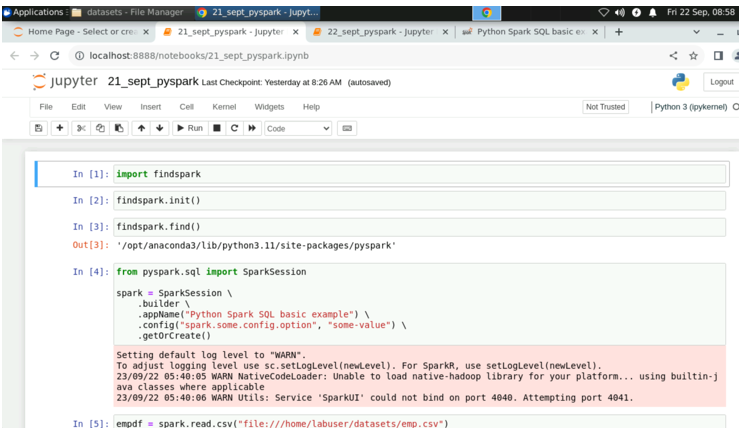 Applications datasets - File Manager 21_sept_pyspark - Jupyt... Fri 22 Sep, 08:58
Home Page - Select or crea 21_sept_pyspark - Jupyter 22_sept_pyspark - Jupyter Python Spark SQL basic ex
localhost:8888/notebooks/21_sept_pyspark.ipynb
jupyter 21_sept_pyspark Last Checkpoint: Yesterday at 8:26 AM (autosaved) Logout
File Edit View Insert Cell Kernel Widgets Help Not Trusted Python 3 (ipykernel)
Run Code
In [1]: import findspark
In [2]: findspark.init()
In [3]: findspark.find()
Out[3]: '/opt/anaconda3/lib/python3.11/site-packages/pyspark'
In [4]: from pyspark.sql import SparkSession
spark = SparkSession \
.builder \
.appName("Python Spark SQL basic example") \
.config("spark.some.config.option", "some-value") \
.getOrCreate()
Setting default log level to "WARN".
To adjust logging level use sc.setLogLevel(newLevel). For SparkR, use setLogLevel(newLevel).
23/09/22 05:40:05 WARN NativeCodeLoader: Unable to load native-hadoop library for your platform... using builtin-j
ava classes where applicable
23/09/22 05:40:06 WARN Utils: Service 'SparkUI' could not bind on port 4040. Attempting port 4041.
In [5]: empdf = spark.read.csv("file:///home/labuser/datasets/emp.csv")